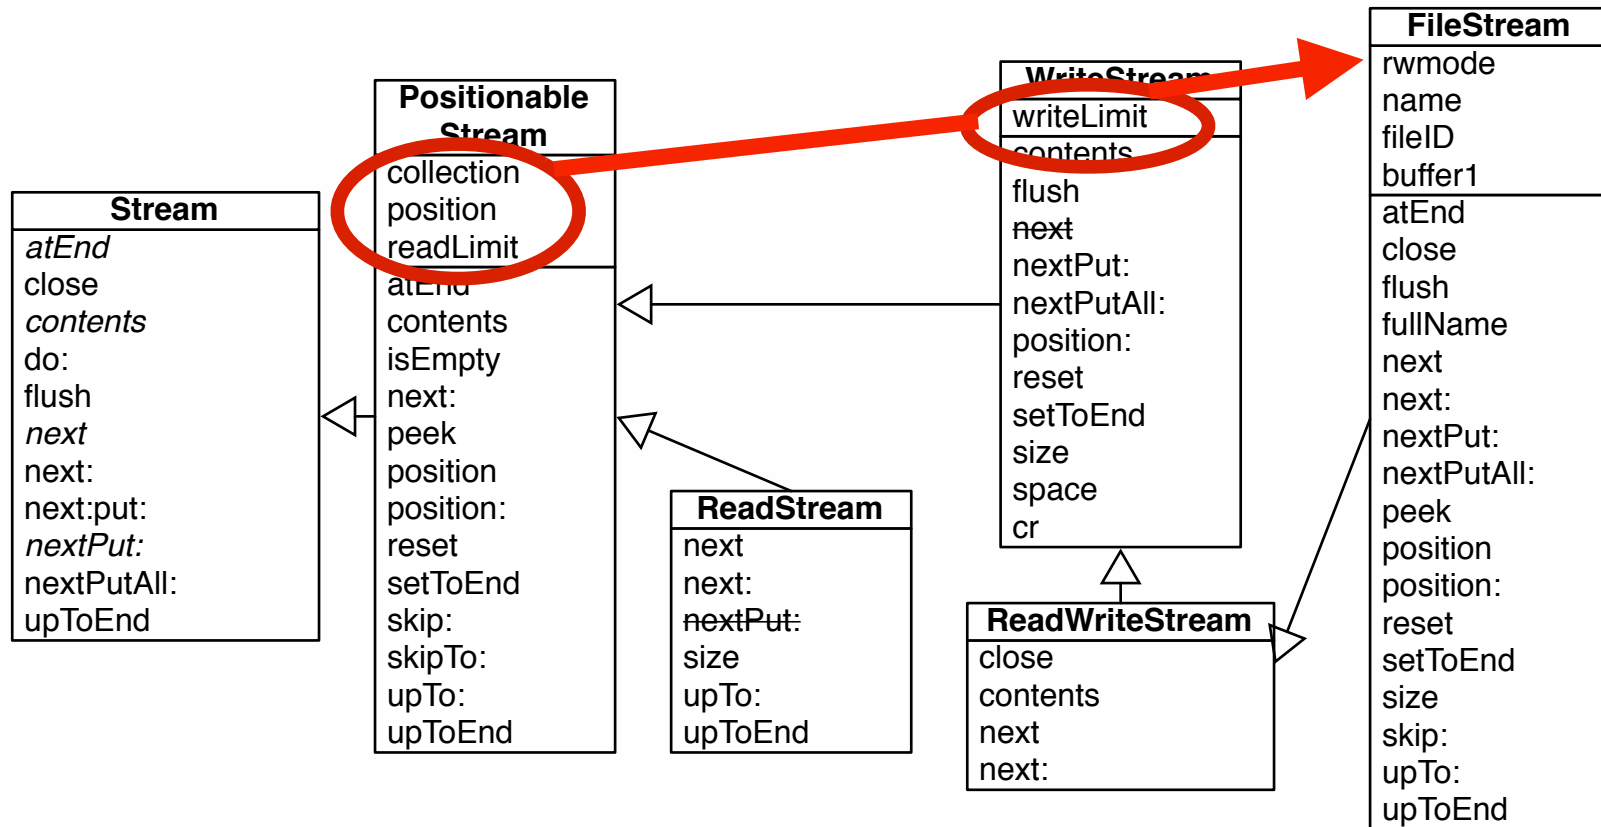 Stream
atEnd
close
contents
do:
flush
next
next:
next:put:
nextPut:
nextPutAll:
upToEnd
Positionable
Stream
collection
position
readLimit
atEnd
contents
isEmpty
next:
peek
position
position:
reset
setToEnd
skip:
skipTo:
upTo:
upToEnd
ReadStream
next
next:
nextPut:
size
upTo:
upToEnd
WriteStream
writeLimit
contents
flush
next
nextPut:
nextPutAll:
position:
reset
setToEnd
size
space
cr
ReadWriteStream
close
contents
next
next:
FileStream
rwmode
name
fileID
buffer1
atEnd
close
flush
fullName
next
next:
nextPut:
nextPutAll:
peek
position
position:
reset
setToEnd
size
skip:
upTo:
upToEnd